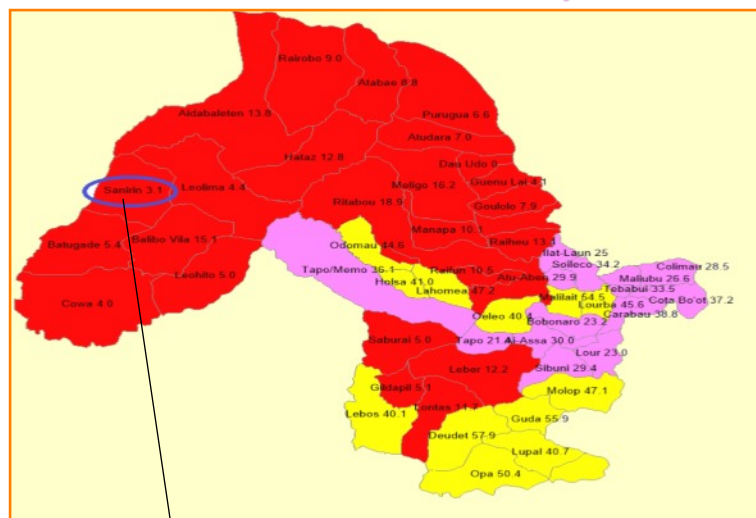 Rairobo 9.0
Atabae 8.8
Aidabaleten 13.8
Purugua 6.6
Atudara 7.0
Hataz 12.8
Dau Udo 0
Sanirin 3.1
Leolima 4.4
Meligo 16.2
Guenu Lai 4.1
Ritabou 18.9
Goulolo 7.9
Manapa 10.1
Batugade 5.4
Balibo Vila 15.1
Odomau 44.6
Raiheu 13.1
Ilat-Laun 25
Soileco 34.2
Colimau 28.5
Tapo/Memo 36.1
Raifun 10.5
Atu-Aben 29.9
Maliubu 26.6
Leohito 5.0
Holsa 41.0
Lahomea 47.2
Tebabui 33.5
Malilait 54.5
Cota Bo'ot 37.2
Cowa 4.0
Lourba 45.6
Carabau 38.8
Oeleo 40.4
Bobonaro 23.2
Saburai 5.0
Tapo 21.4
Ai-Assa 30.0
Lour 23.0
Leber 12.2
Sibuni 29.4
Gildapil 5.1
Molop 47.1
Lebos 40.1
Lontas 11.7
Guda 55.9
Deudet 57.9
Lupal 40.7
Opa 50.4